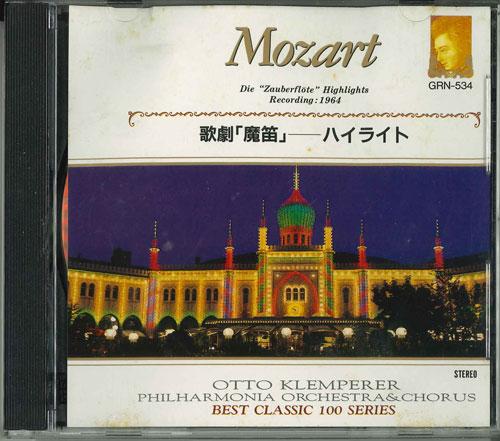 Mozart
GRN-534
Die "Zauberflöte" Highlights
Recording:1964
歌劇「魔笛」──ハイライト
STEREO
OTTO KLEMPERER
PHILHARMONIA ORCHESTRA&CHORUS
BEST CLASSIC 100 SERIES